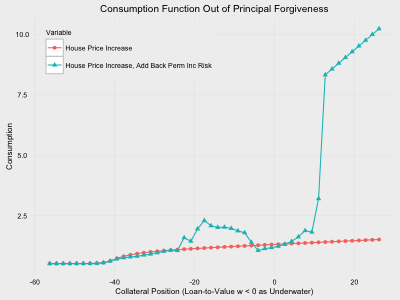 Consumption Function Out of Principal Forgiveness
Variable
House Price Increase
House Price Increase, Add Back Perm Inc Risk
Consumption
10.0
7.5
5.0
2.5
-60
-40
-20
0
20
Collateral Position (Loan-to-Value w < 0 as Underwater)